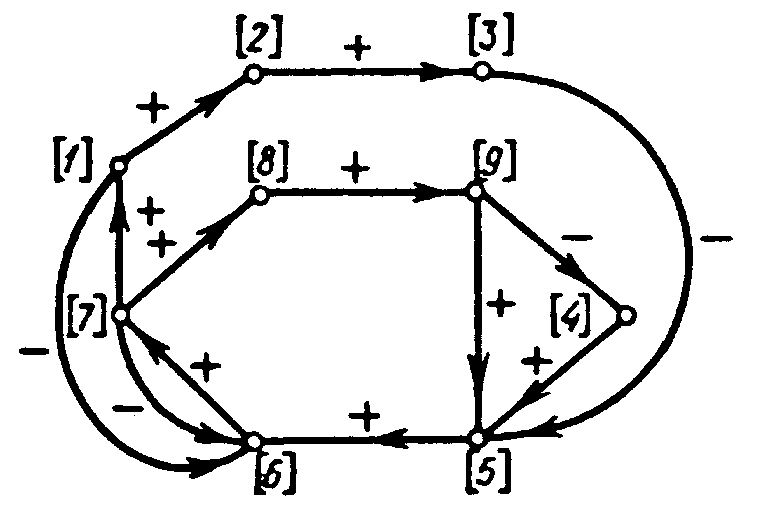 [2] + [3]
+
[1] [8] + [9]
+
+ − −
[7] + [4]
− + +
− +
[6] [5]